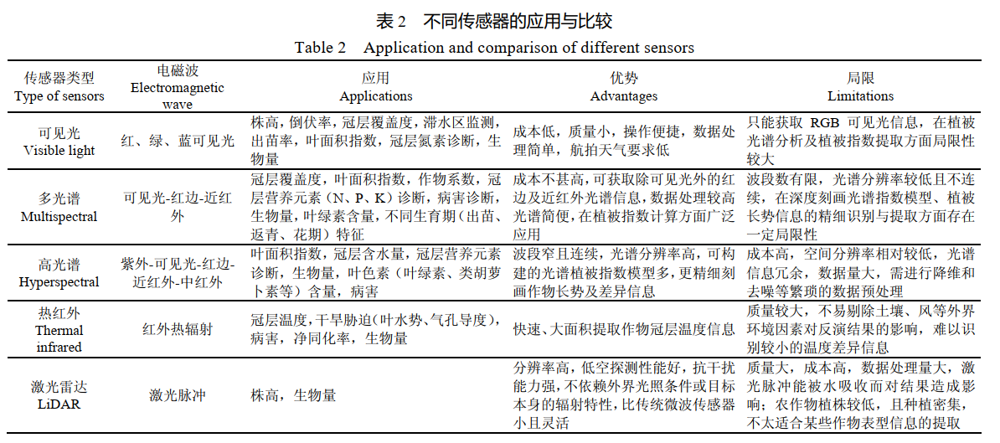 表 2 不同传感器的应用与比较
Table 2 Application and comparison of different sensors
传感器类型
Type of sensors
电磁波
Electromagnetic
wave
应用
Applications
优势
Advantages
局限
Limitations
可见光
Visible light
红、绿、蓝可见光
株高，倒伏率，冠层覆盖度，滞水区监测，
出苗率，叶面积指数，冠层氮素诊断，生
物量
成本低，质量小，操作便捷，数据处
理简单，航拍天气要求低
只能获取 RGB 可见光信息，在植被
光谱分析及植被指数提取方面局限性
较大
多光谱
Multispectral
可见光-红边-近红
外
冠层覆盖度，叶面积指数，作物系数，冠
层营养元素（N、P、K）诊断，病害诊断，
生物量，叶绿素含量，不同生育期（出苗、
返青、花期）特征
成本不甚高，可获取除可见光外的红
边及近红外光谱信息，数据处理较高
光谱简便，在植被指数计算方面广泛
应用
波段数有限，光谱分辨率较低且不连
续，在深度刻画光谱指数模型、植被
长势信息的精细识别与提取方面存在
一定局限性
高光谱
Hyperspectral
紫外-可见光-红边-
近红外-中红外
叶面积指数，冠层含水量，冠层营养元素
诊断，生物量，叶色素（叶绿素、类胡萝
卜素等）含量，病害
波段窄且连续，光谱分辨率高，可构
建的光谱植被指数模型多，更精细刻
画作物长势及差异信息
成本高，空间分辨率相对较低，光谱
信息冗余，数据量大，需进行降维和
去噪等繁琐的数据预处理
热红外
Thermal
infrared
红外热辐射
冠层温度，干旱胁迫（叶水势、气孔导度），
病害，净同化率，生物量
快速、大面积提取作物冠层温度信息
质量较大，不易剔除土壤、风等外界
环境因素对反演结果的影响，难以识
别较小的温度差异信息
激光雷达
LiDAR
激光脉冲
株高，生物量
分辨率高，低空探测性能好，抗干扰
能力强，不依赖外界光照条件或目标
本身的辐射特性，比传统微波传感器
小且灵活
质量大，成本高，数据处理量大，激
光脉冲能被水吸收而对结果造成影
响；农作物植株较低，且种植密集，
不太适合某些作物表型信息的提取